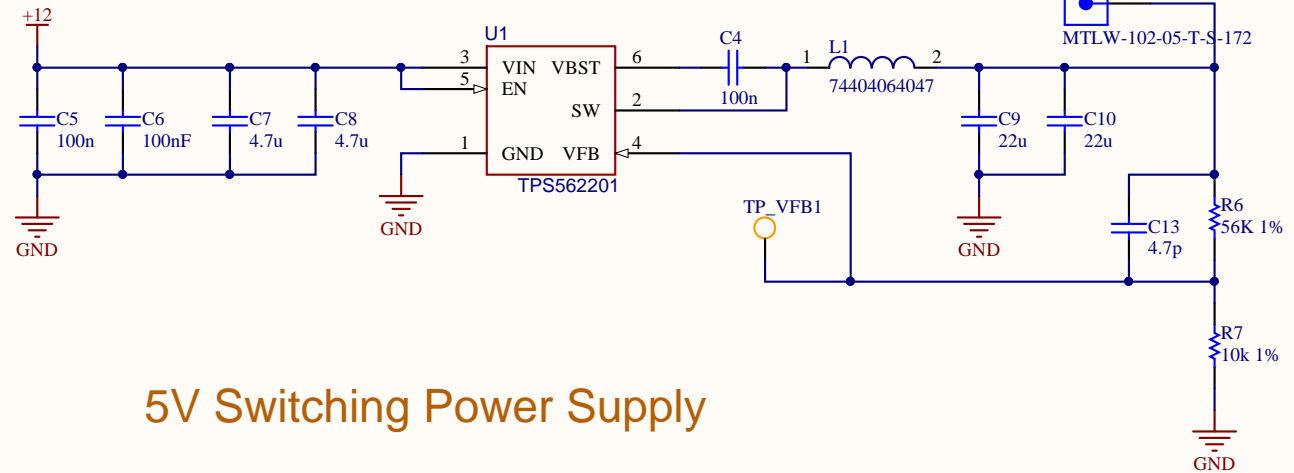 +12
U1
3 VIN VBST 6
5 EN
SW 2
1 GND VFB 4
TPS562201
C4
100n
1 L1 2
74404064047
MTLW-102-05-T-S-172
C5
100n
C6
100nF
C7
4.7u
C8
4.7u
C9
22u
C10
22u
GND
GND
GND
TP_VFB1
C13
4.7p
R6
56K 1%
R7
10k 1%
GND
5V Switching Power Supply